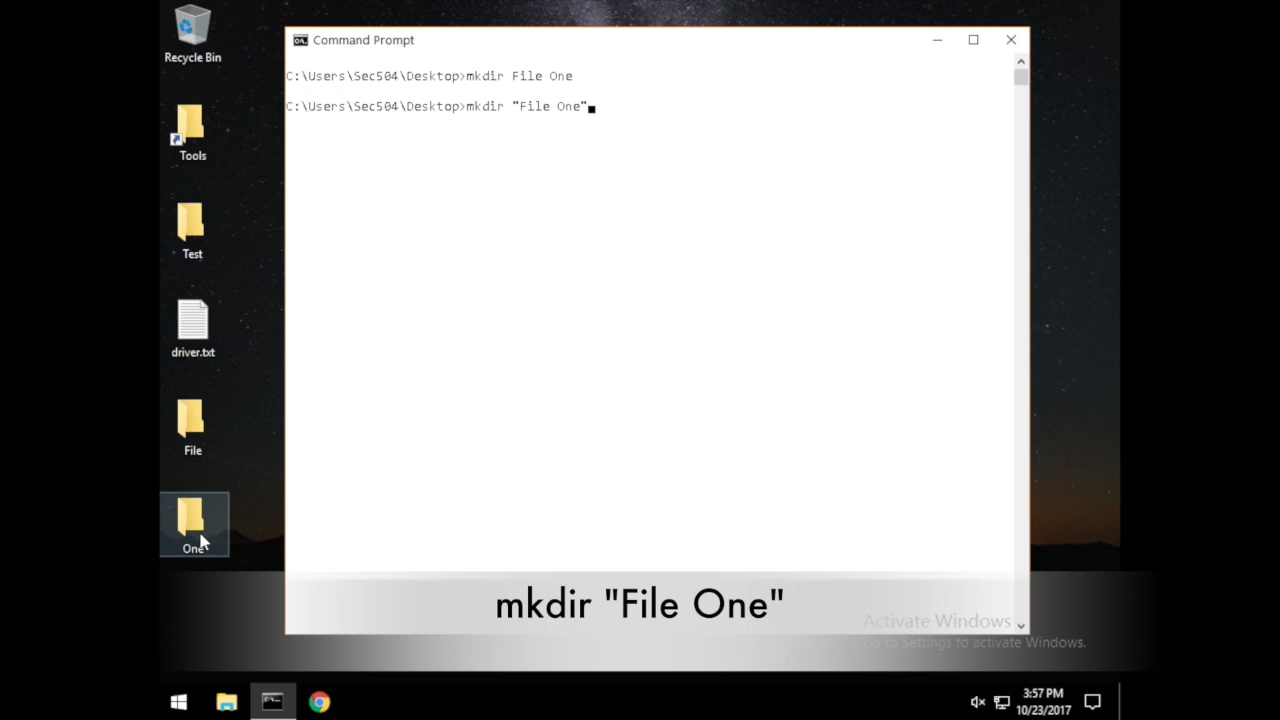 Recycle Bin
Tools
Test
driver.txt
File
One
Command Prompt
C:\Users\Sec504\Desktop>mkdir File One
C:\Users\Sec504\Desktop>mkdir "File One"
mkdir "File One"
Activate Windows
Go to Settings to activate Windows.
3:57 PM
10/23/2017